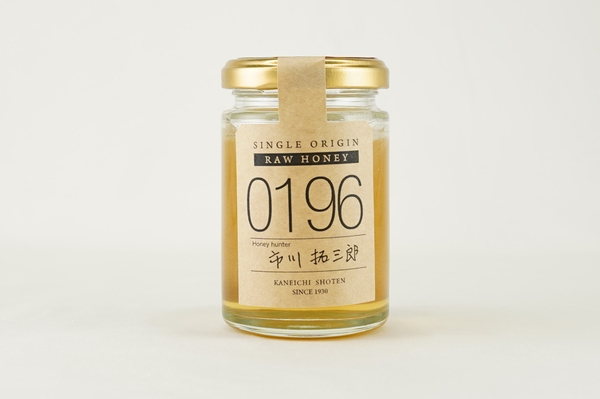 SINGLE ORIGIN
RAW HONEY
0196
Honey hunter
市川 拓三郎
KANEICHI SHOTEN
SINCE 1930